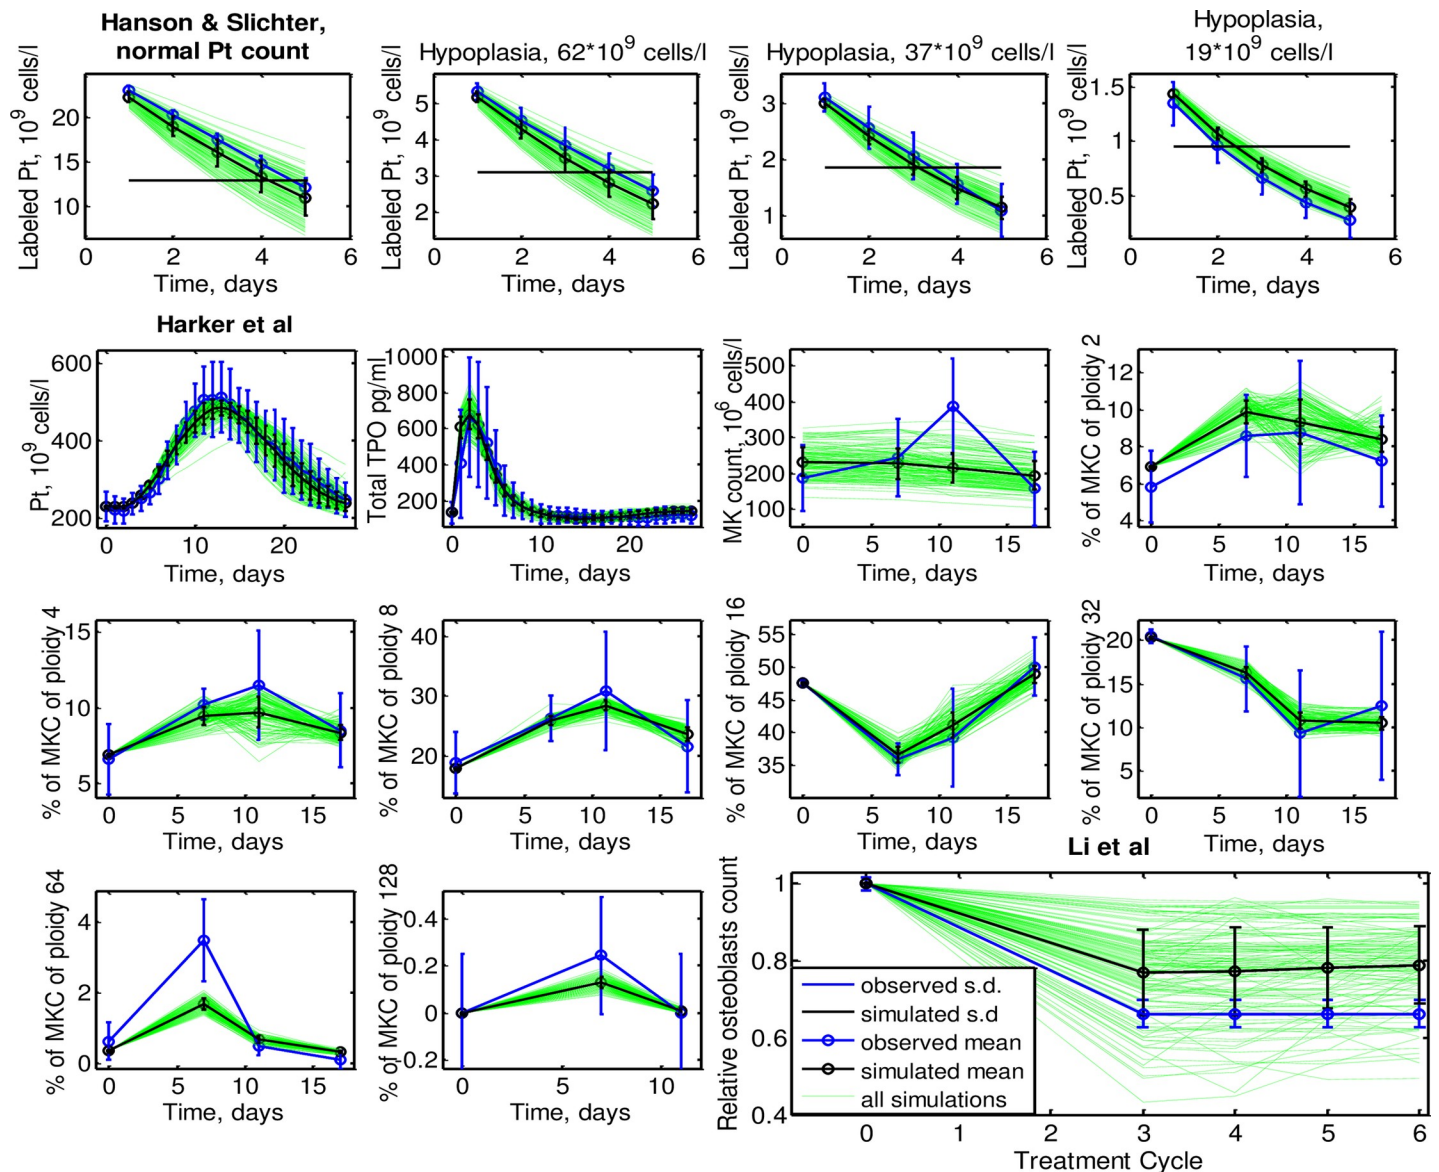 Hanson & Slichter,
normal Pt count
Hypoplasia, 62*10^9 cells/l
Hypoplasia, 37*10^9 cells/l
Hypoplasia,
19*10^9 cells/l
Labeled Pt, 10^9 cells/l
20
15
10
0 2 4 6
Time, days
Labeled Pt, 10^9 cells/l
5
4
3
2
0 2 4 6
Time, days
Labeled Pt, 10^9 cells/l
3
2
1
0 2 4 6
Time, days
Labeled Pt, 10^9 cells/l
1.5
1
0.5
0 2 4 6
Time, days
Harker et al
Pt, 10^9 cells/l
600
400
200
0 10 20
Time, days
Total TPO pg/ml
1000
800
600
400
200
0 10 20
Time, days
MK count, 10^6 cells/l
500
400
300
200
100
0 5 10 15
Time, days
% of MKC of ploidy 2
12
10
8
6
4
0 5 10 15
Time, days
% of MKC of ploidy 4
15
10
5
0 5 10 15
Time, days
% of MKC of ploidy 8
40
30
20
0 5 10 15
Time, days
% of MKC of ploidy 16
55
50
45
40
35
0 5 10 15
Time, days
% of MKC of ploidy 32
20
15
10
5
0 5 10 15
Time, days
% of MKC of ploidy 64
4
2
0
0 5 10 15
Time, days
% of MKC of ploidy 128
0.4
0.2
0
-0.2
0 5 10
Time, days
Li et al
Relative osteoblasts count
1
0.8
0.6
0.4
observed s.d.
simulated s.d
observed mean
simulated mean
all simulations
0 1 2 3 4 5 6
Treatment Cycle